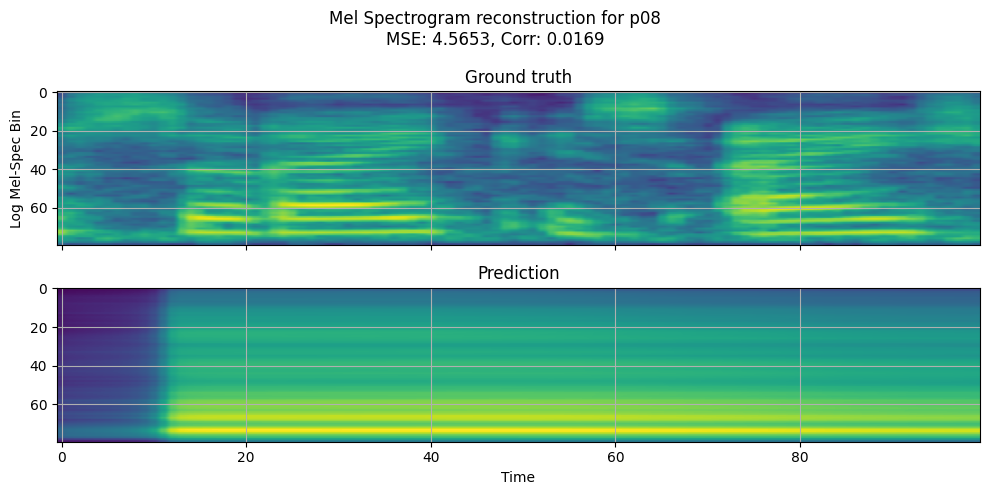 Mel Spectrogram reconstruction for p08
MSE: 4.5653, Corr: 0.0169
Ground truth
0
20
40
60
Log Mel-Spec Bin
Prediction
0
20
40
60
0 20 40 60 80
Time